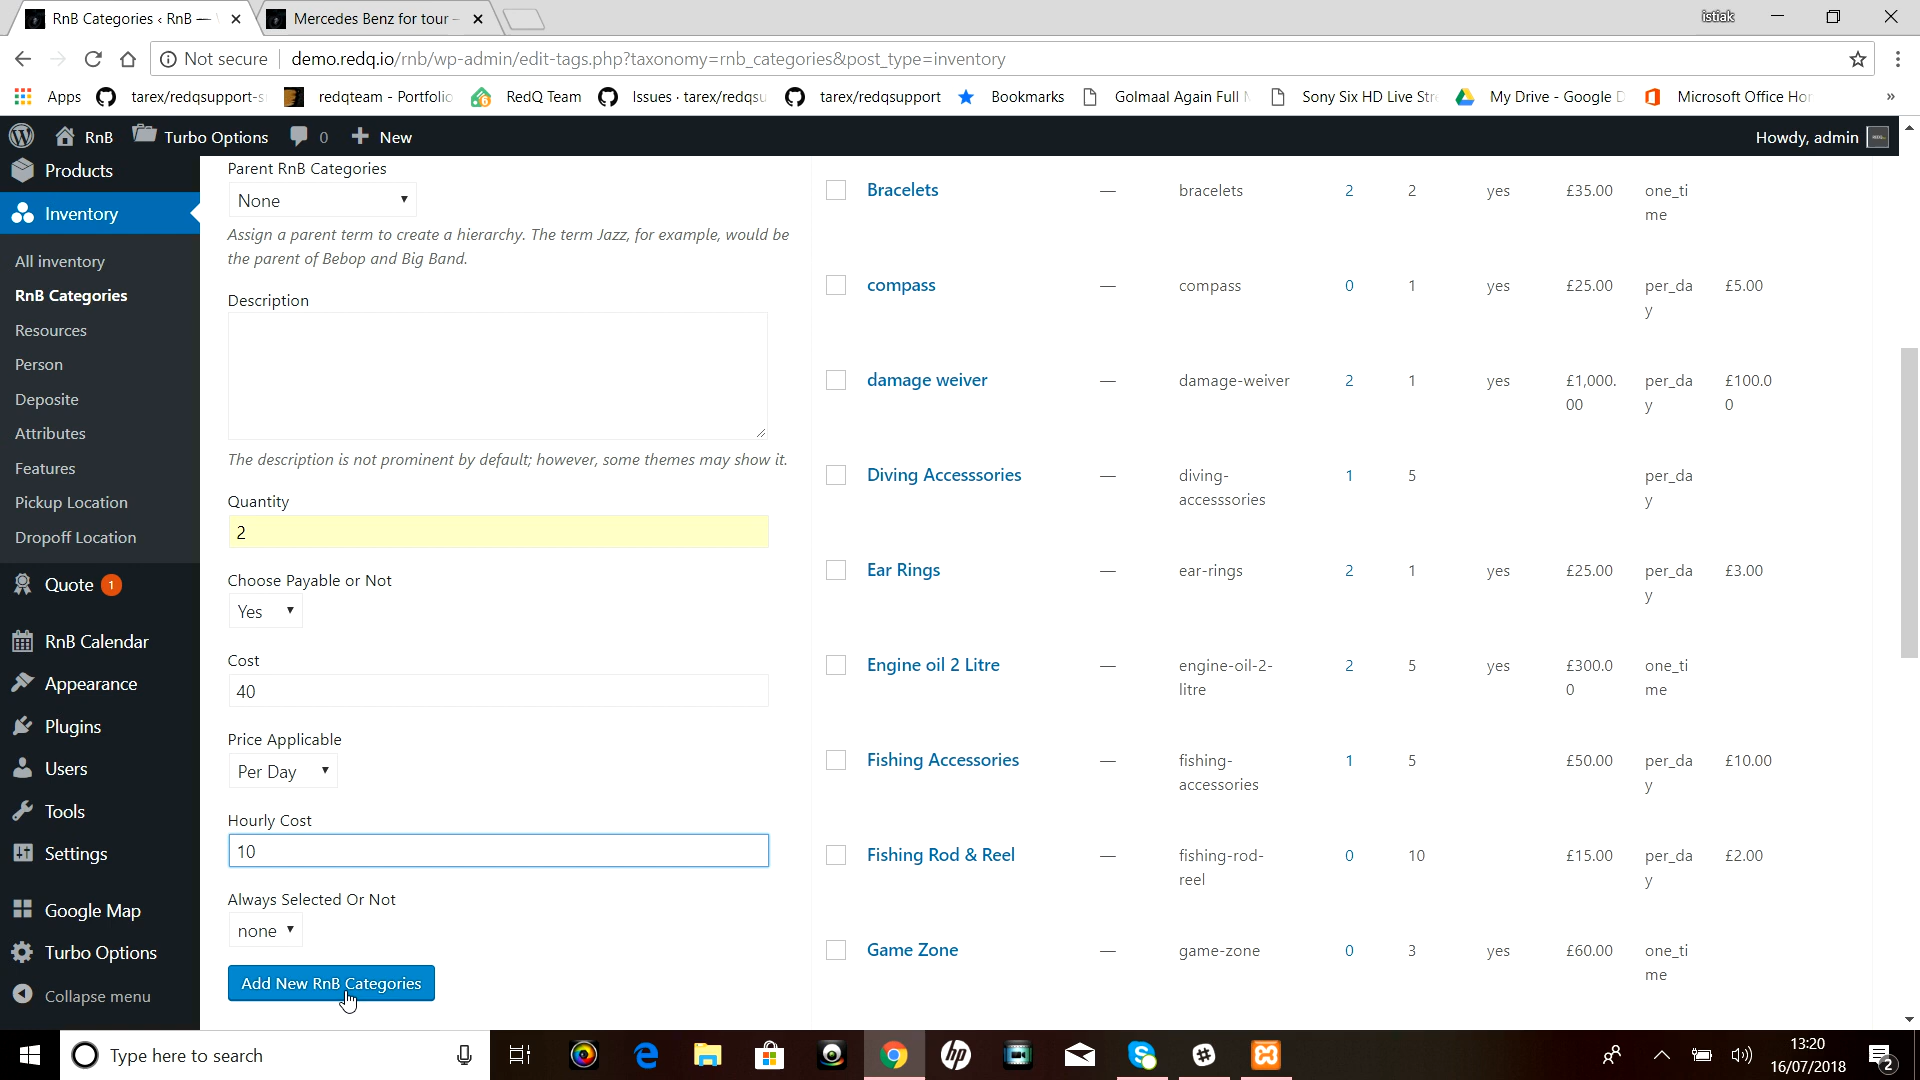 RnB Categories ‹ RnB —
Mercedes Benz for tour –
istiak
Not secure
demo.redq.io/rnb/wp-admin/edit-tags.php?taxonomy=rnb_categories&post_type=inventory
Apps
tarex/redqsupport-s
redqteam - Portfolio
RedQ Team
Issues · tarex/redqsu
tarex/redqsupport
Bookmarks
Golmaal Again Full
Sony Six HD Live Str
My Drive - Google D
Microsoft Office Hor
»
RnB
Turbo Options
0
New
Howdy, admin
Products
Inventory
All inventory
RnB Categories
Resources
Person
Deposite
Attributes
Features
Pickup Location
Dropoff Location
Quote 1
RnB Calendar
Appearance
Plugins
Users
Tools
Settings
Google Map
Turbo Options
Collapse menu
Parent RnB Categories
None
Assign a parent term to create a hierarchy. The term Jazz, for example, would be
the parent of Bebop and Big Band.
Description
The description is not prominent by default; however, some themes may show it.
Quantity
2
Choose Payable or Not
Yes
Cost
40
Price Applicable
Per Day
Hourly Cost
10
Always Selected Or Not
none
Add New RnB Categories
Bracelets — bracelets 2 2 yes £35.00 one_ti
me
compass — compass 0 1 yes £25.00 per_da £5.00
y
damage weiver — damage-weiver 2 1 yes £1,000. per_da £100.0
00 y 0
Diving Accesssories — diving- 1 5 per_da
accesssories y
Ear Rings — ear-rings 2 1 yes £25.00 per_da £3.00
y
Engine oil 2 Litre — engine-oil-2- 2 5 yes £300.0 one_ti
litre 0 me
Fishing Accessories — fishing- 1 5 £50.00 per_da £10.00
accessories y
Fishing Rod & Reel — fishing-rod- 0 10 £15.00 per_da £2.00
reel y
Game Zone — game-zone 0 3 yes £60.00 one_ti
me
Type here to search
hp
13:20
16/07/2018
2